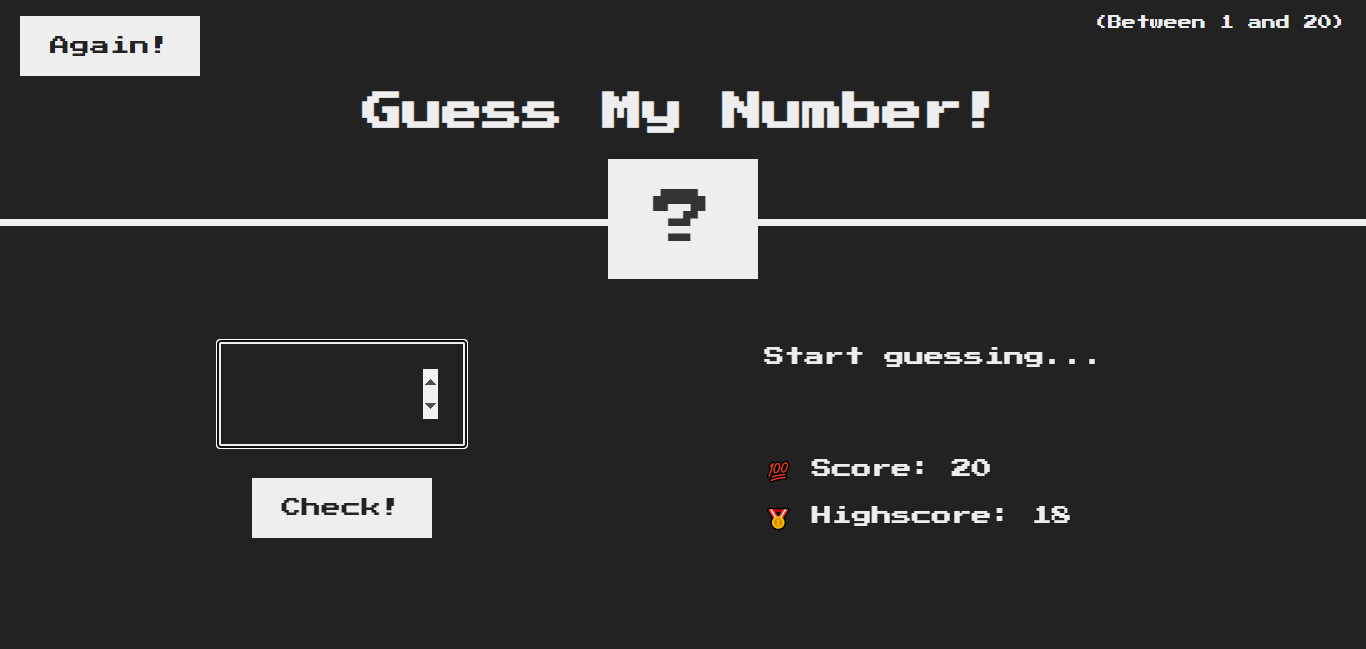 Again!
(Between 1 and 20)
Guess My Number!
?
Start guessing...
💯 Score: 20
🥇 Highscore: 18
Check!